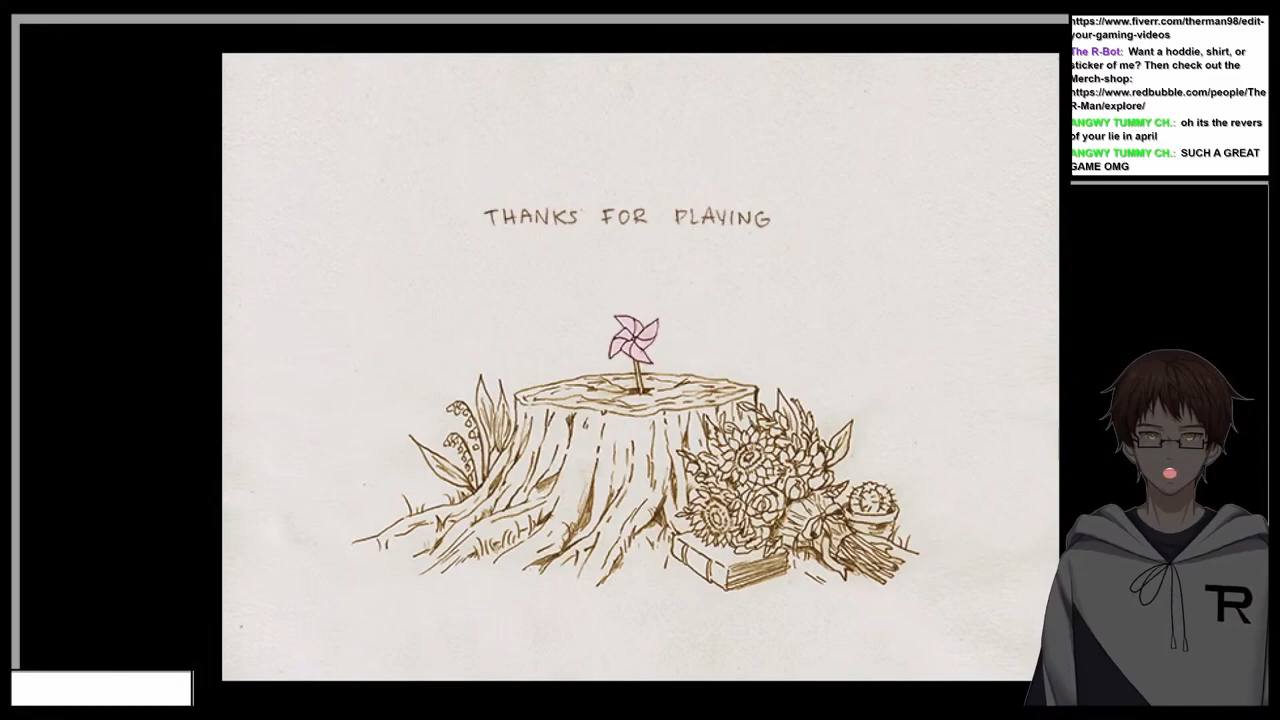 https://www.fiverr.com/therman98/edit-
your-gaming-videos
The R-Bot: Want a hoddie, shirt, or
sticker of me? Then check out the
Merch-shop:
https://www.redbubble.com/people/The
R-Man/explore/
ANGWY TUMMY CH.: oh its the revers
of your lie in april
ANGWY TUMMY CH.: SUCH A GREAT
GAME OMG
THANKS FOR PLAYING
TR